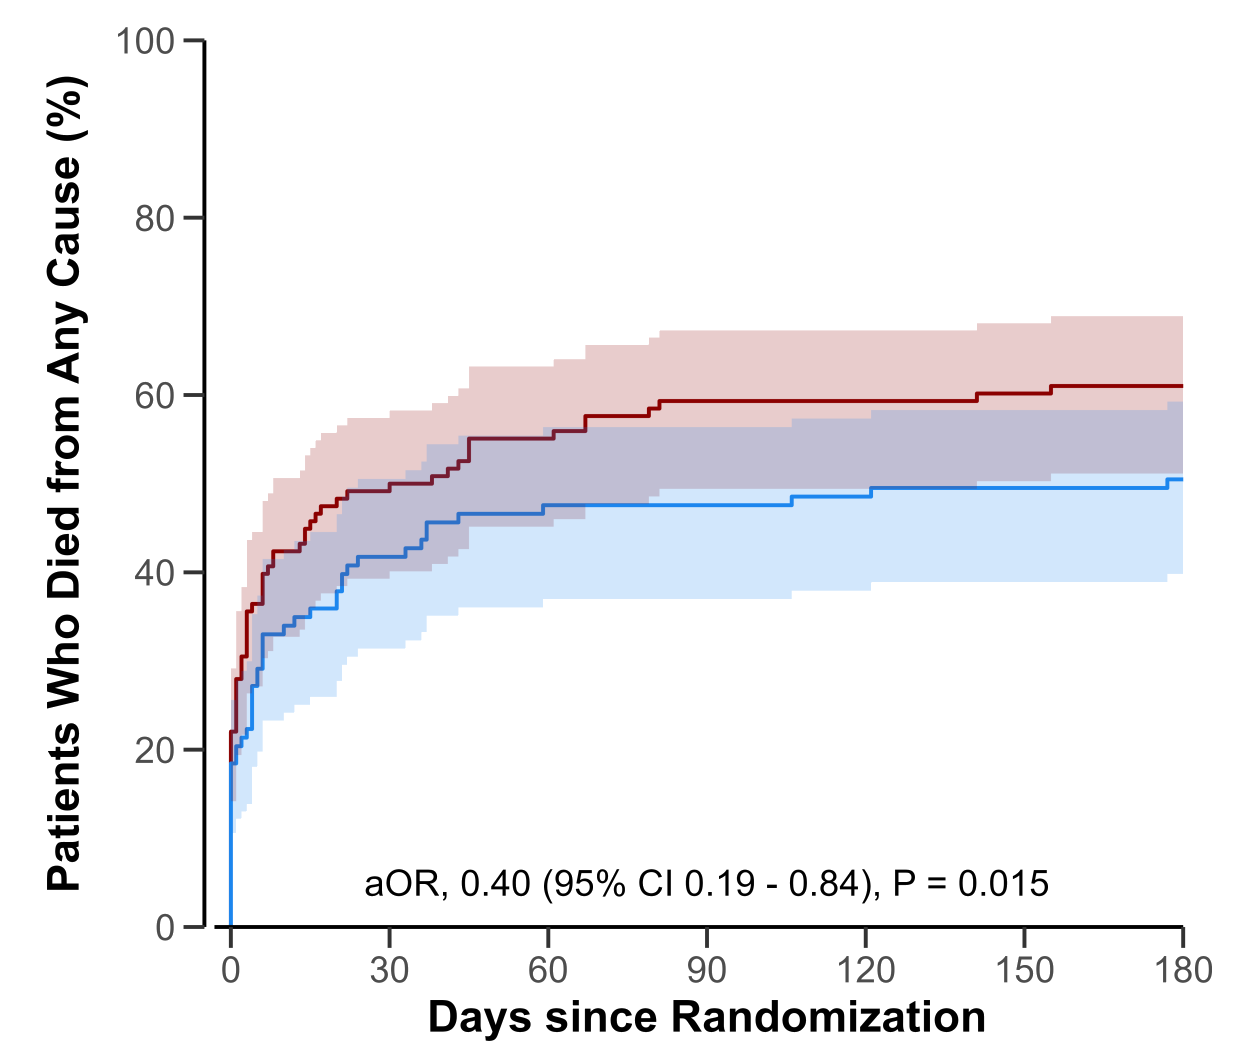 Patients Who Died from Any Cause (%)
100
80
60
40
20
0
aOR, 0.40 (95% CI 0.19 - 0.84), P = 0.015
0 30 60 90 120 150 180
Days since Randomization